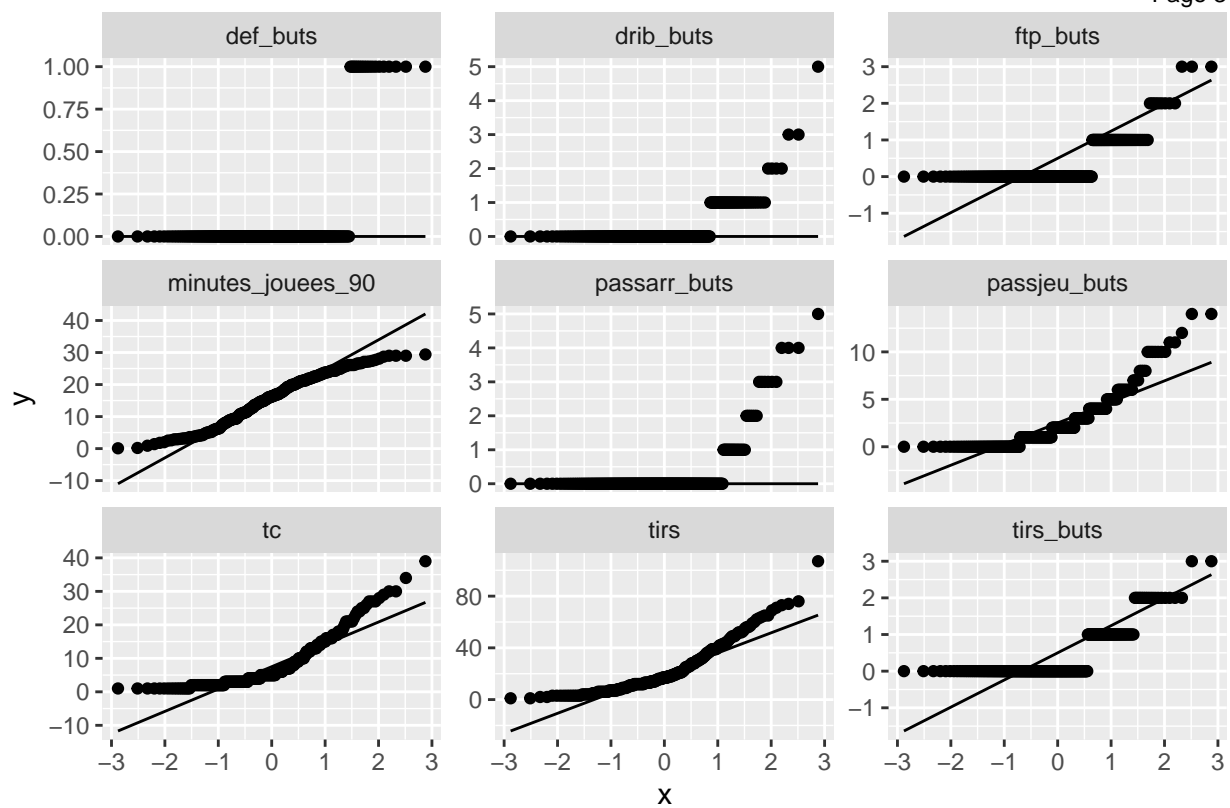 Page 3
def_buts drib_buts ftp_buts
1.00 0.75 0.50 0.25 0.00
5 4 3 2 1 0
3 2 1 0 −1
minutes_jouees_90 passarr_buts passjeu_buts
40 30 20 10 0 −10
5 4 3 2 1 0
10 5 0
y
tc tirs tirs_buts
40 30 20 10 0 −10
80 40 0
3 2 1 0 −1
−3 −2 −1 0 1 2 3 −3 −2 −1 0 1 2 3 −3 −2 −1 0 1 2 3
x